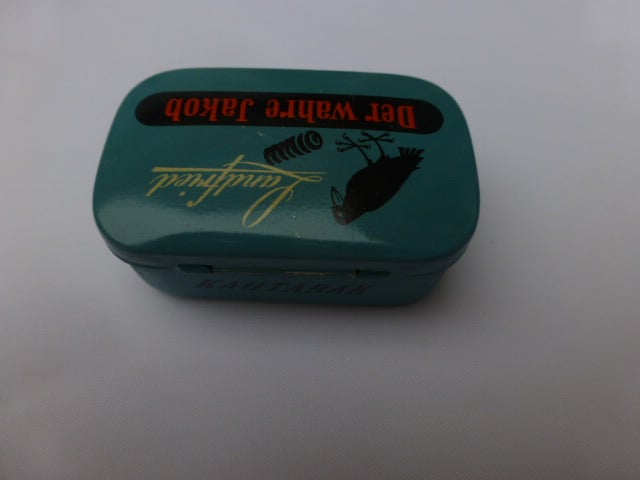 Landfried
Der wahre Jakob
KAUTABAK